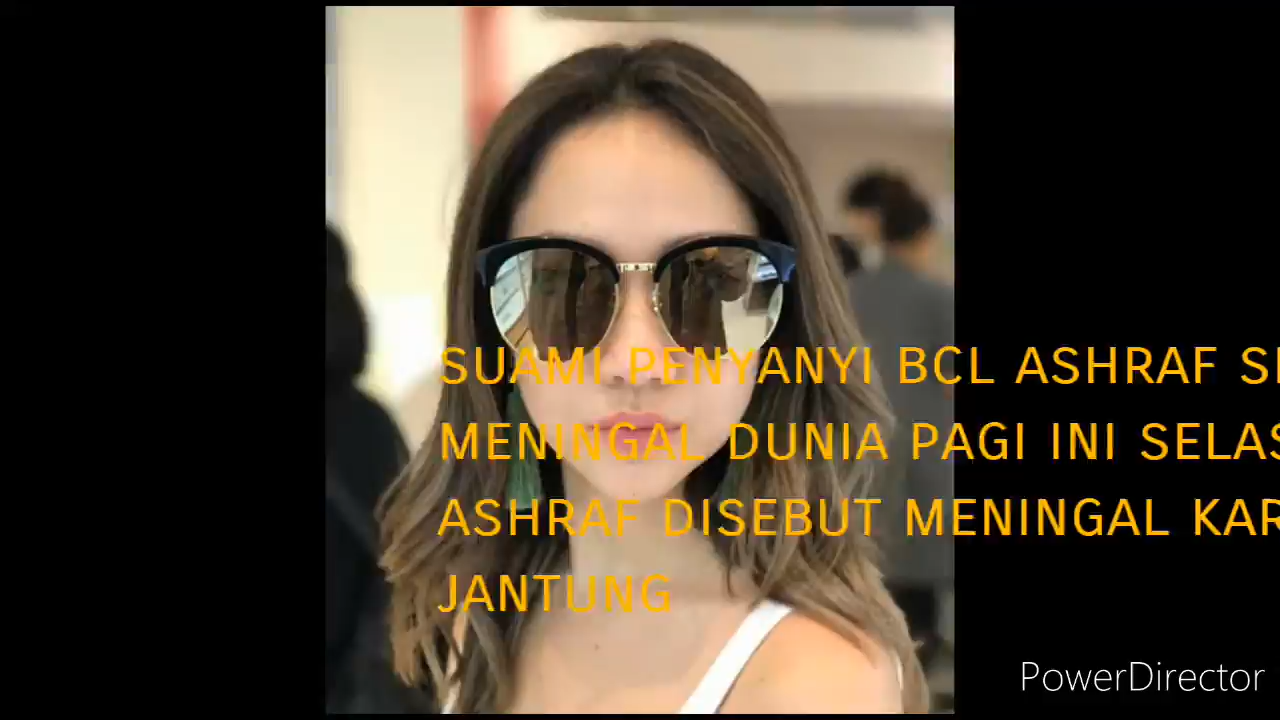 SUAMI PENYANYI BCL ASHRAF
MENINGAL DUNIA PAGI INI
ASHRAF DISEBUT MENINGAL
JANTUNG
PowerDirector